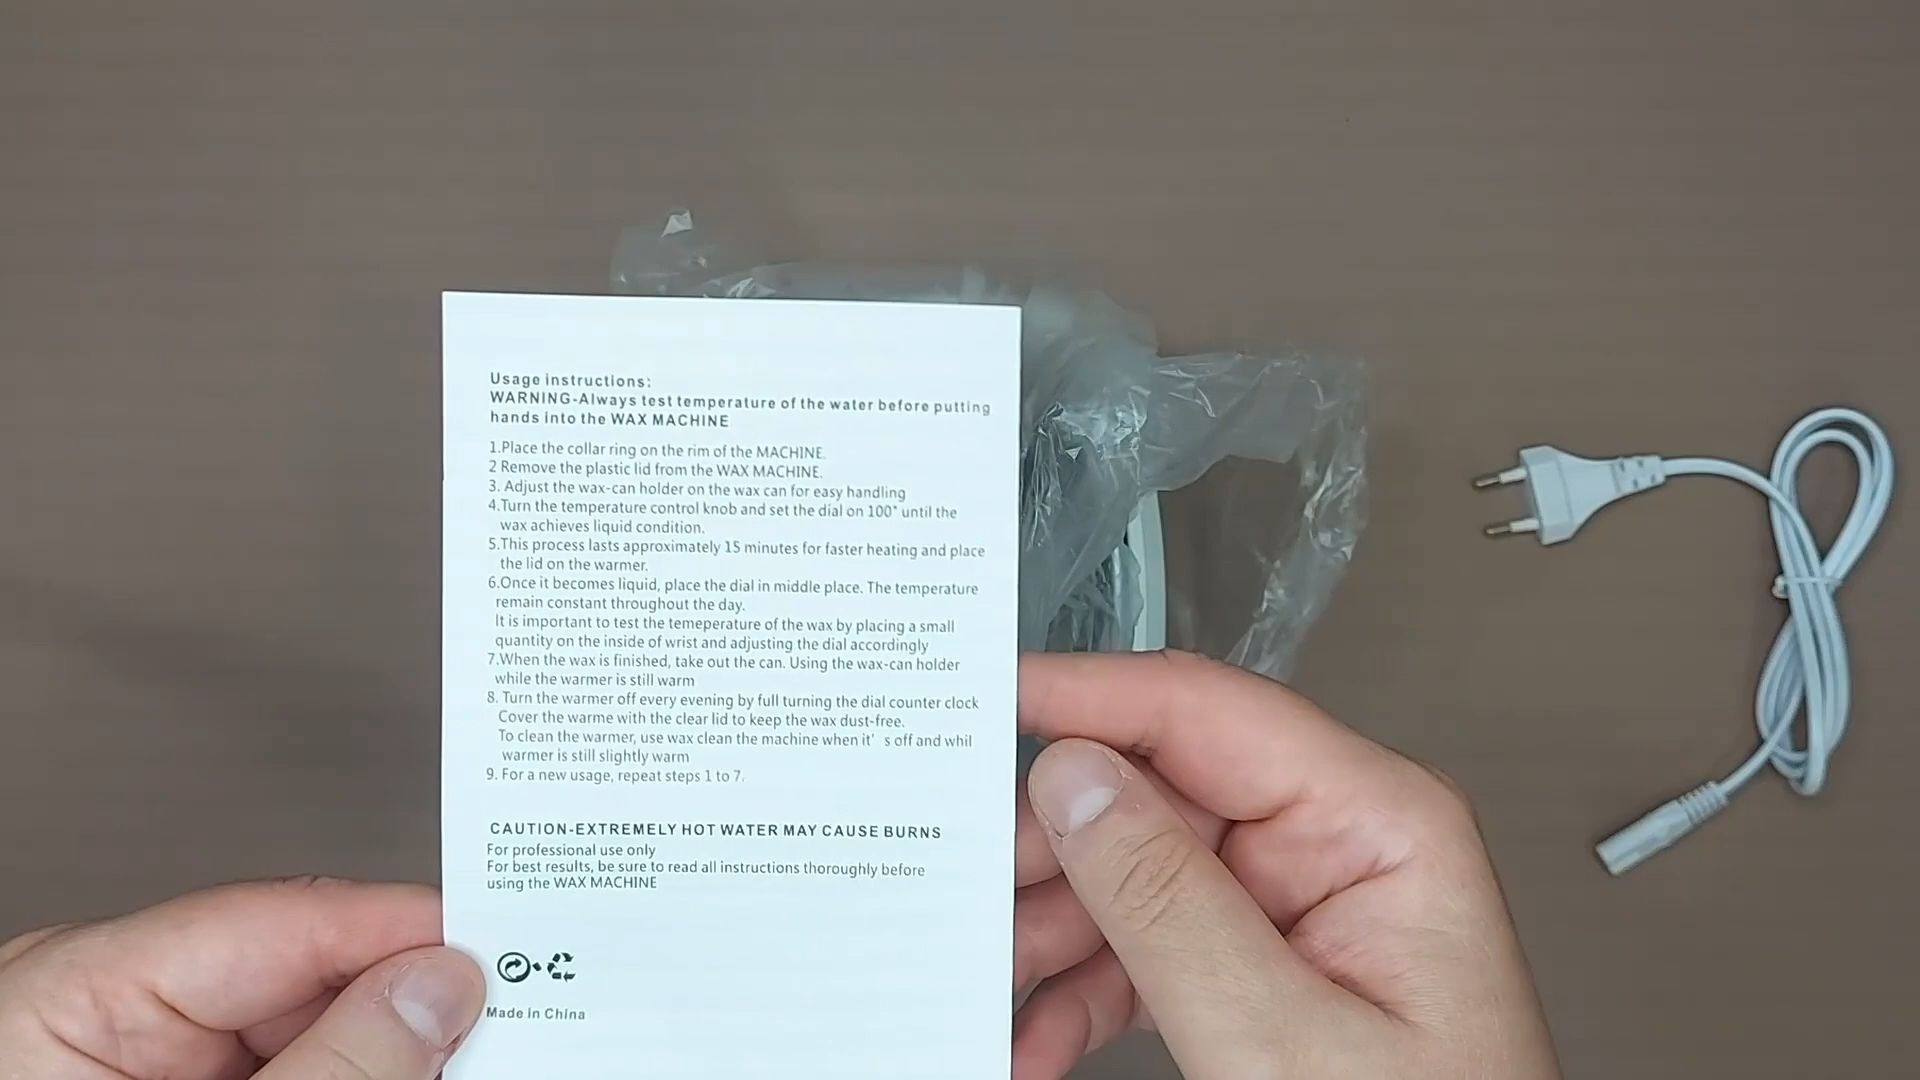 Usage instructions:
WARNING-Always test temperature of the water before putting
hands into the WAX MACHINE
1.Place the collar ring on the rim of the MACHINE.
2 Remove the plastic lid from the WAX MACHINE.
3. Adjust the wax-can holder on the wax can for easy handling
4.Turn the temperature control knob and set the dial on 100° until the
wax achieves liquid condition.
5.This process lasts approximately 15 minutes for faster heating and place
the lid on the warmer.
6.Once it becomes liquid, place the dial in middle place. The temperature
remain constant throughout the day.
It is important to test the temeperature of the wax by placing a small
quantity on the inside of wrist and adjusting the dial accordingly
7.When the wax is finished, take out the can. Using the wax-can holder
while the warmer is still warm
8. Turn the warmer off every evening by full turning the dial counter clock
Cover the warme with the clear lid to keep the wax dust-free.
To clean the warmer, use wax clean the machine when it' s off and whil
warmer is still slightly warm
9. For a new usage, repeat steps 1 to 7.
CAUTION-EXTREMELY HOT WATER MAY CAUSE BURNS
For professional use only
For best results, be sure to read all instructions thoroughly before
using the WAX MACHINE
Made in China